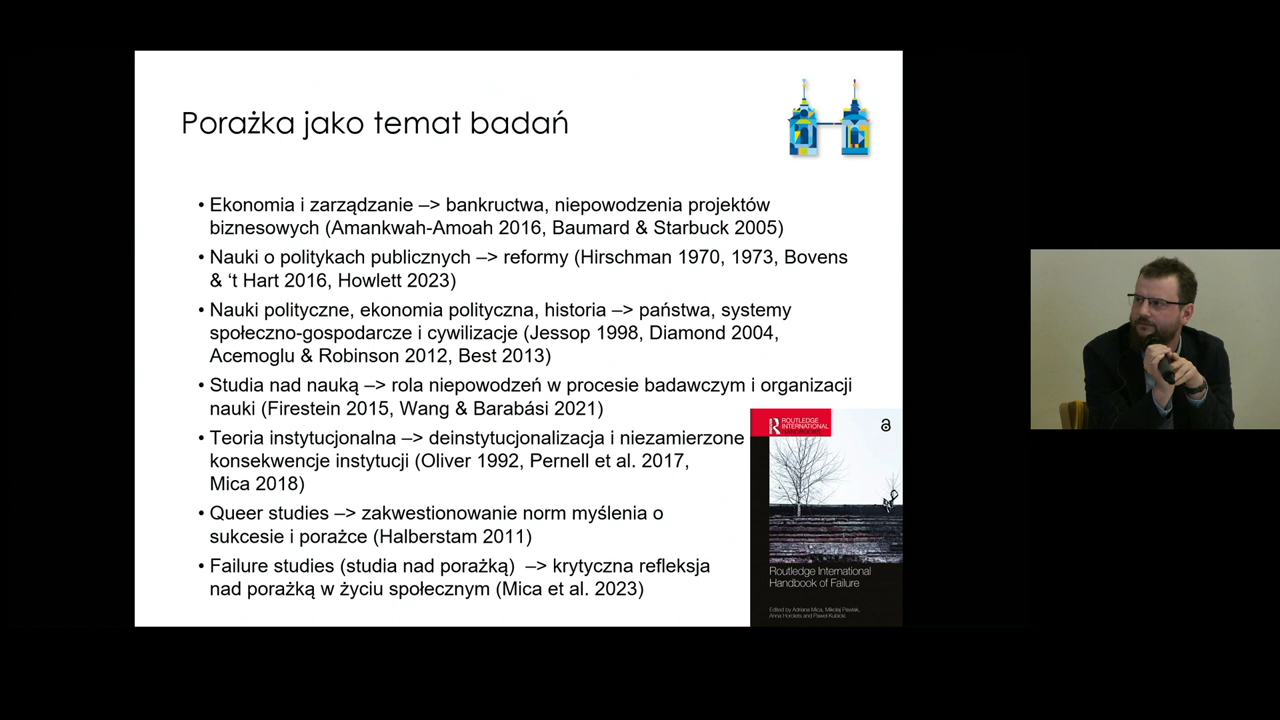 Porażka jako temat badań
• Ekonomia i zarządzanie –> bankructwa, niepowodzenia projektów
biznesowych (Amankwah-Amoah 2016, Baumard & Starbuck 2005)
• Nauki o politykach publicznych –> reformy (Hirschman 1970, 1973, Bovens
& ‘t Hart 2016, Howlett 2023)
• Nauki polityczne, ekonomia polityczna, historia –> państwa, systemy
społeczno-gospodarcze i cywilizacje (Jessop 1998, Diamond 2004,
Acemoglu & Robinson 2012, Best 2013)
• Studia nad nauką –> rola niepowodzeń w procesie badawczym i organizacji
nauki (Firestein 2015, Wang & Barabási 2021)
• Teoria instytucjonalna –> deinstytucjonalizacja i niezamierzone
konsekwencje instytucji (Oliver 1992, Pernell et al. 2017,
Mica 2018)
• Queer studies –> zakwestionowanie norm myślenia o
sukcesie i porażce (Halberstam 2011)
• Failure studies (studia nad porażką) –> krytyczna refleksja
nad porażką w życiu społecznym (Mica et al. 2023)
ROUTLEDGE
INTERNATIONAL
HANDBOOKS
Routledge International
Handbook of Failure
Edited by Adriana Mica, Mikołaj Pawlak,
Anna Horolets and Paweł Kubicki